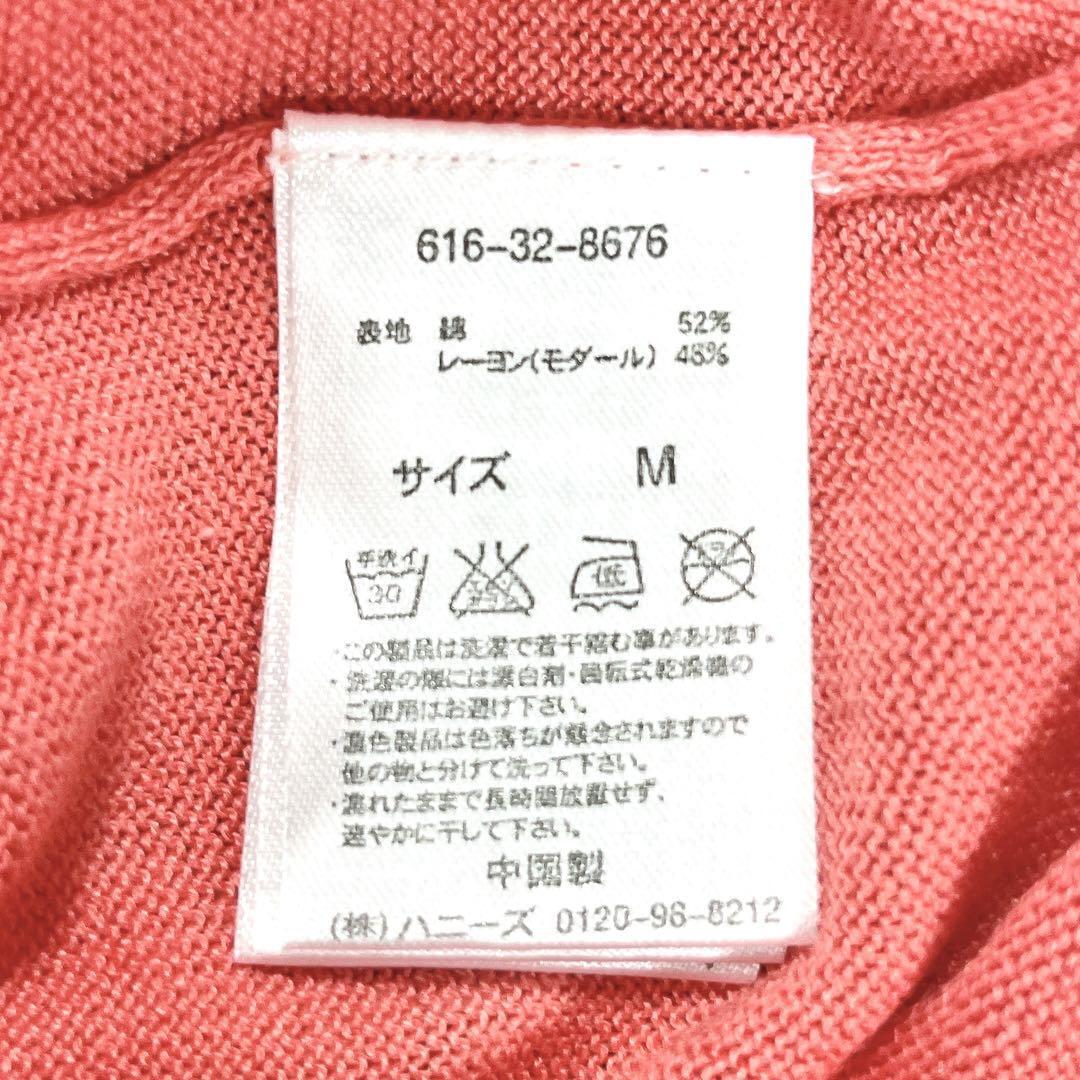 616-32-8676
表地 綿 52%
レーヨン(モダール) 48%
サイズ M
手洗イ
30
低
・この製品は洗濯で若干縮む事があります。
・洗濯の際には漂白剤・回転式乾燥機の
ご使用はお避け下さい。
・濃色製品は色落ちが懸念されますので
他の物と分けて洗って下さい。
・濡れたままで長時間放置せず、
速やかに干して下さい。
中国製
(株)ハニーズ 0120-98-8212